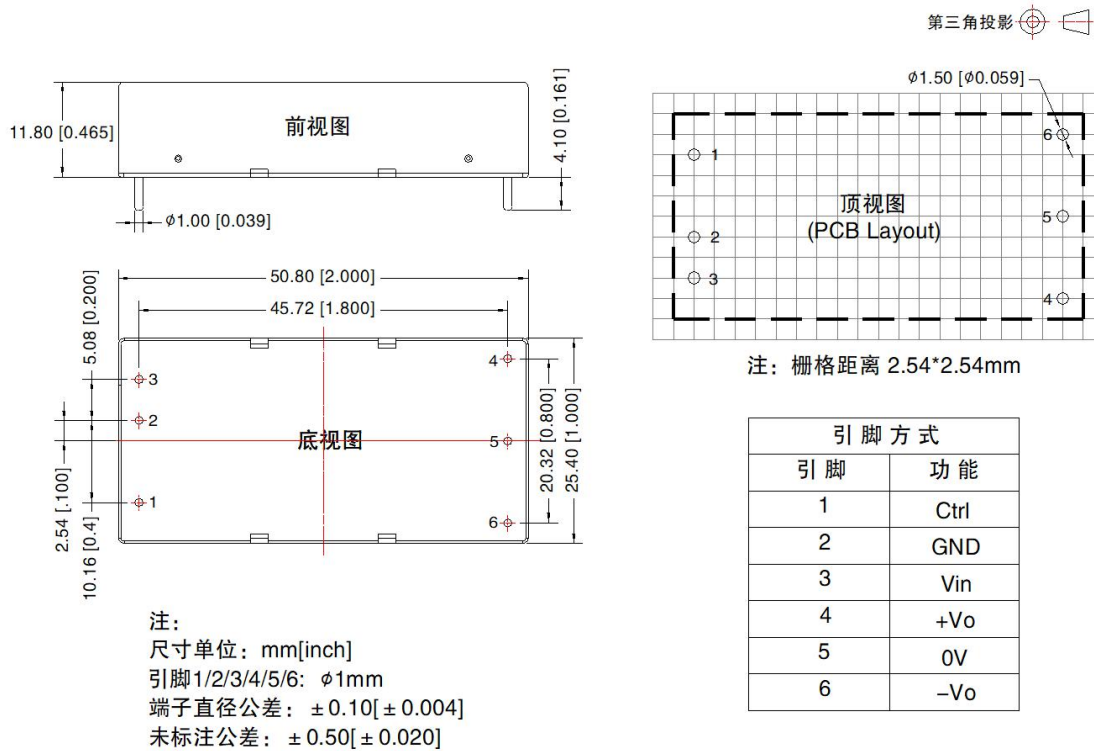 第三角投影
11.80 [0.465]
前视图
4.10 [0.161]
ϕ1.00 [0.039]
ϕ1.50 [ϕ0.059]
1
2
3
4
5
6
顶视图
(PCB Layout)
注：栅格距离 2.54*2.54mm
50.80 [2.000]
45.72 [1.800]
5.08 [0.200]
2.54 [.100]
10.16 [0.4]
3
2
1
4
5
6
底视图
20.32 [0.800]
25.40 [1.000]
注：
尺寸单位：mm[inch]
引脚1/2/3/4/5/6: ϕ1mm
端子直径公差：±0.10[±0.004]
未标注公差：±0.50[±0.020]
引脚方式
引脚 功能
1 Ctrl
2 GND
3 Vin
4 +Vo
5 0V
6 −Vo